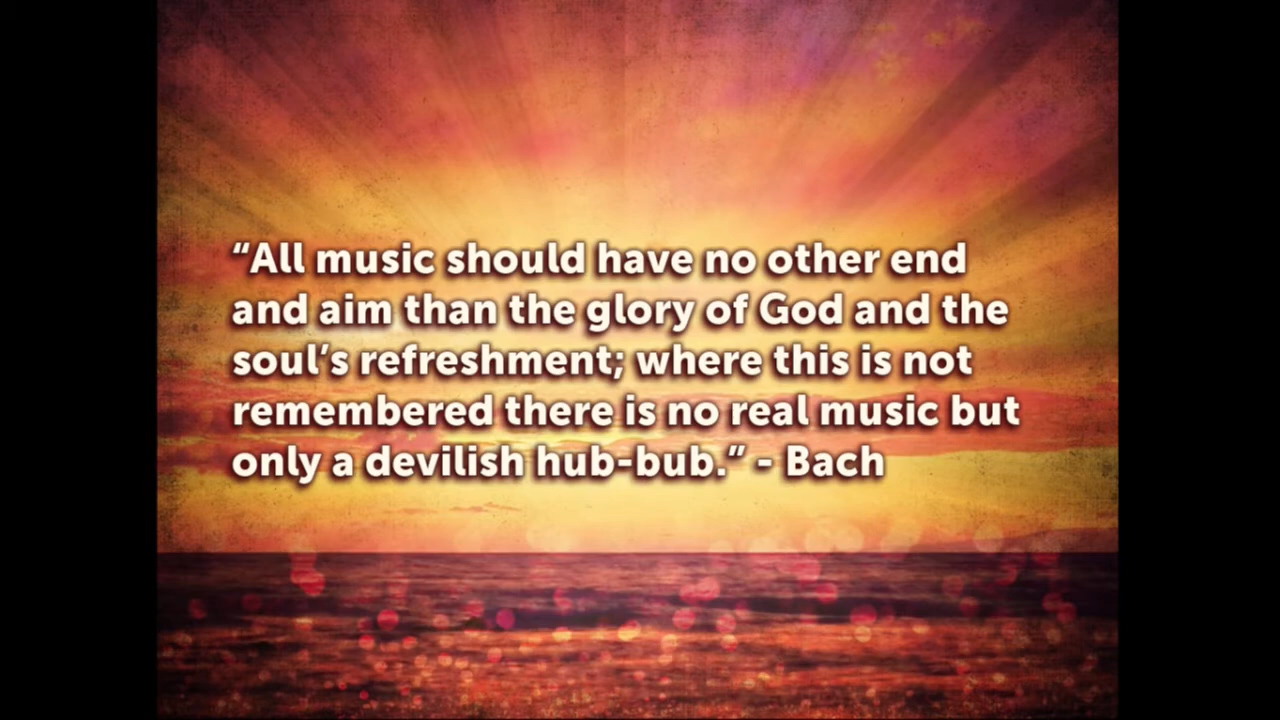 “All music should have no other end
and aim than the glory of God and the
soul’s refreshment; where this is not
remembered there is no real music but
only a devilish hub-bub.” - Bach